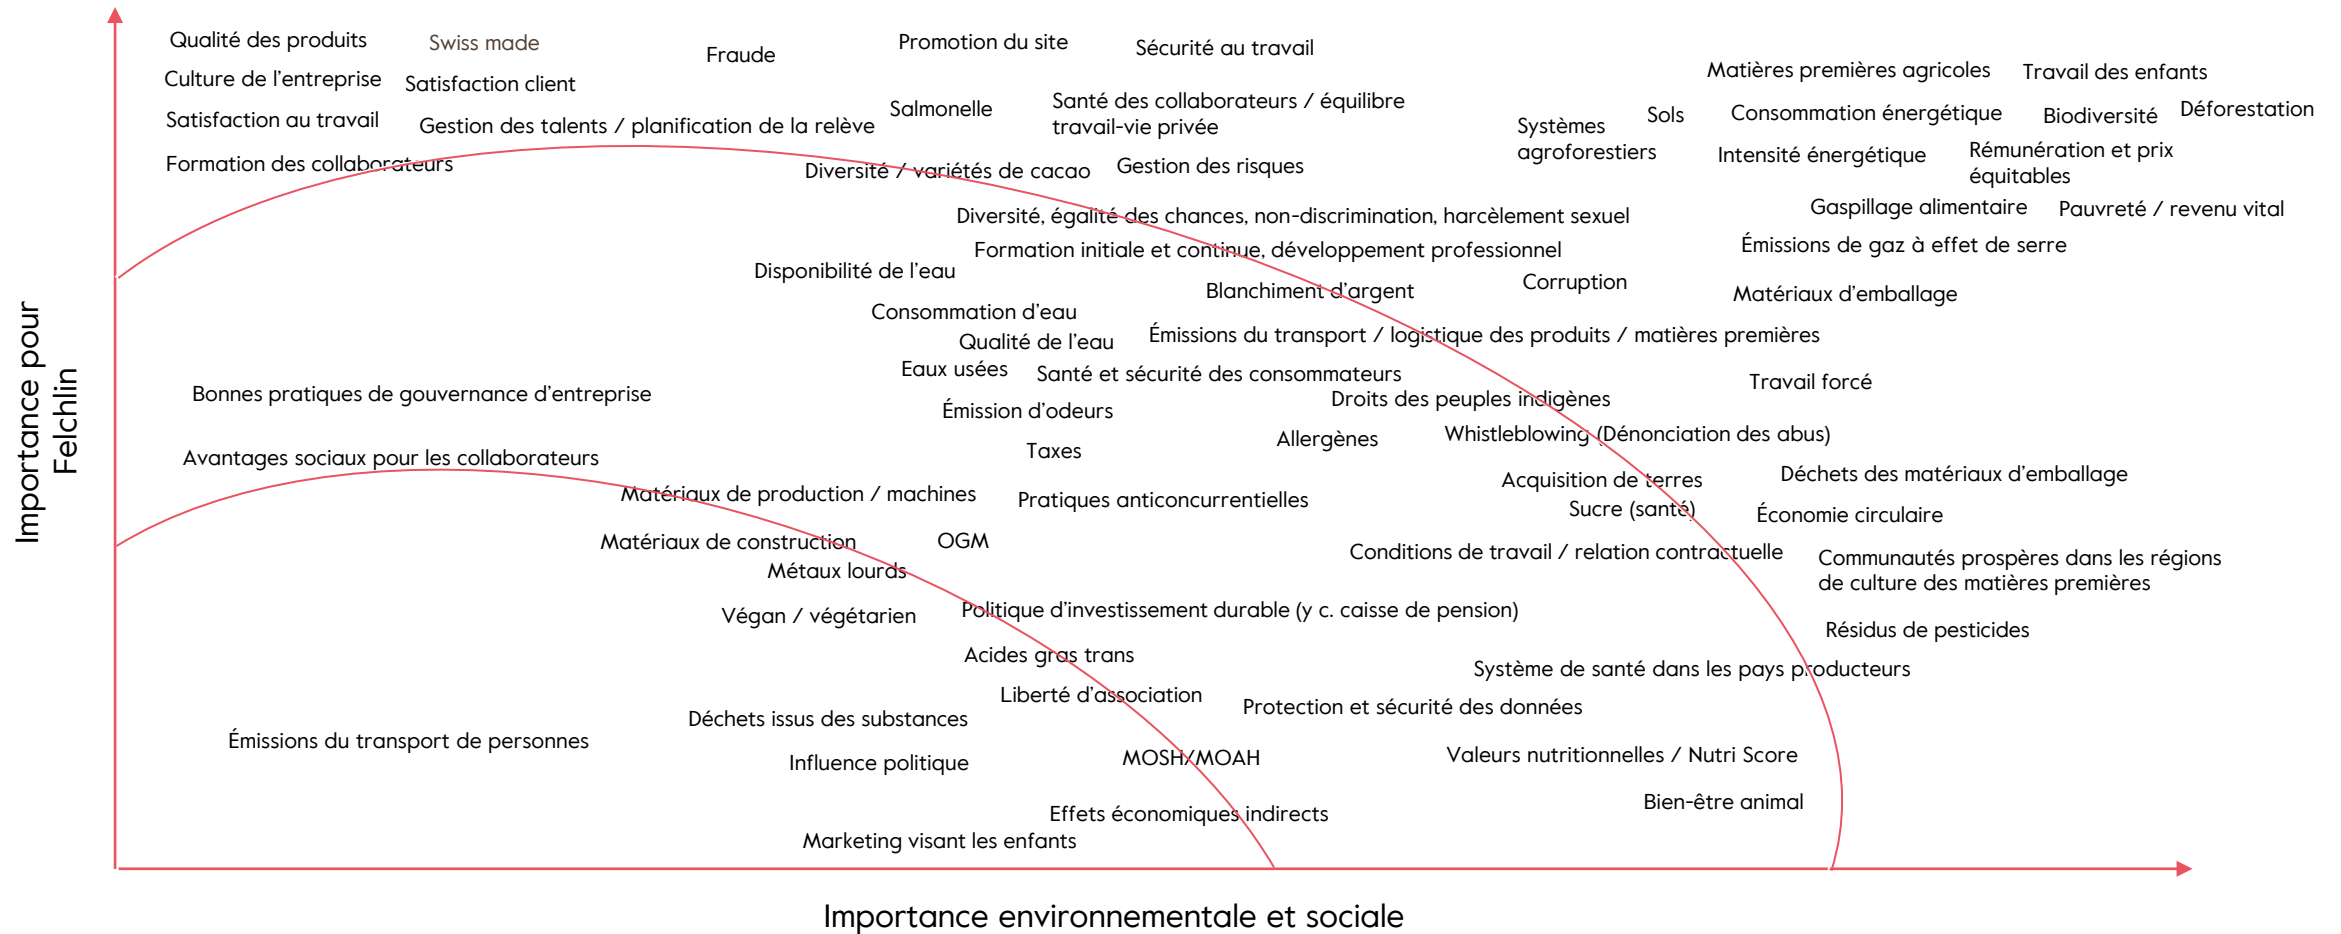 Qualité des produits
Swiss made
Fraude
Promotion du site
Sécurité au travail
Matières premières agricoles
Travail des enfants
Culture de l'entreprise
Satisfaction client
Salmonelle
Santé des collaborateurs / équilibre
travail-vie privée
Sols
Consommation énergétique
Biodiversité
Déforestation
Satisfaction au travail
Gestion des talents / planification de la relève
Systèmes
agroforestiers
Intensité énergétique
Rémunération et prix
équitables
Formation des collaborateurs
Diversité / variétés de cacao
Gestion des risques
Diversité, égalité des chances, non-discrimination, harcèlement sexuel
Gaspillage alimentaire
Pauvreté / revenu vital
Formation initiale et continue, développement professionnel
Émissions de gaz à effet de serre
Disponibilité de l'eau
Corruption
Blanchiment d'argent
Matériaux d'emballage
Consommation d'eau
Qualité de l'eau
Émissions du transport / logistique des produits / matières premières
Eaux usées
Santé et sécurité des consommateurs
Travail forcé
Bonnes pratiques de gouvernance d'entreprise
Droits des peuples indigènes
Émission d'odeurs
Allergènes
Whistleblowing (Dénonciation des abus)
Taxes
Avantages sociaux pour les collaborateurs
Acquisition de terres
Déchets des matériaux d'emballage
Matériaux de production / machines
Pratiques anticoncurrentielles
Sucre (santé)
Économie circulaire
Matériaux de construction
OGM
Conditions de travail / relation contractuelle
Communautés prospères dans les régions
de culture des matières premières
Métaux lourds
Végan / végétarien
Politique d'investissement durable (y c. caisse de pension)
Résidus de pesticides
Acides gras trans
Système de santé dans les pays producteurs
Liberté d'association
Protection et sécurité des données
Déchets issus des substances
Émissions du transport de personnes
Influence politique
MOSH/MOAH
Valeurs nutritionnelles / Nutri Score
Bien-être animal
Effets économiques indirects
Marketing visant les enfants
Importance pour
Felchlin
Importance environnementale et sociale